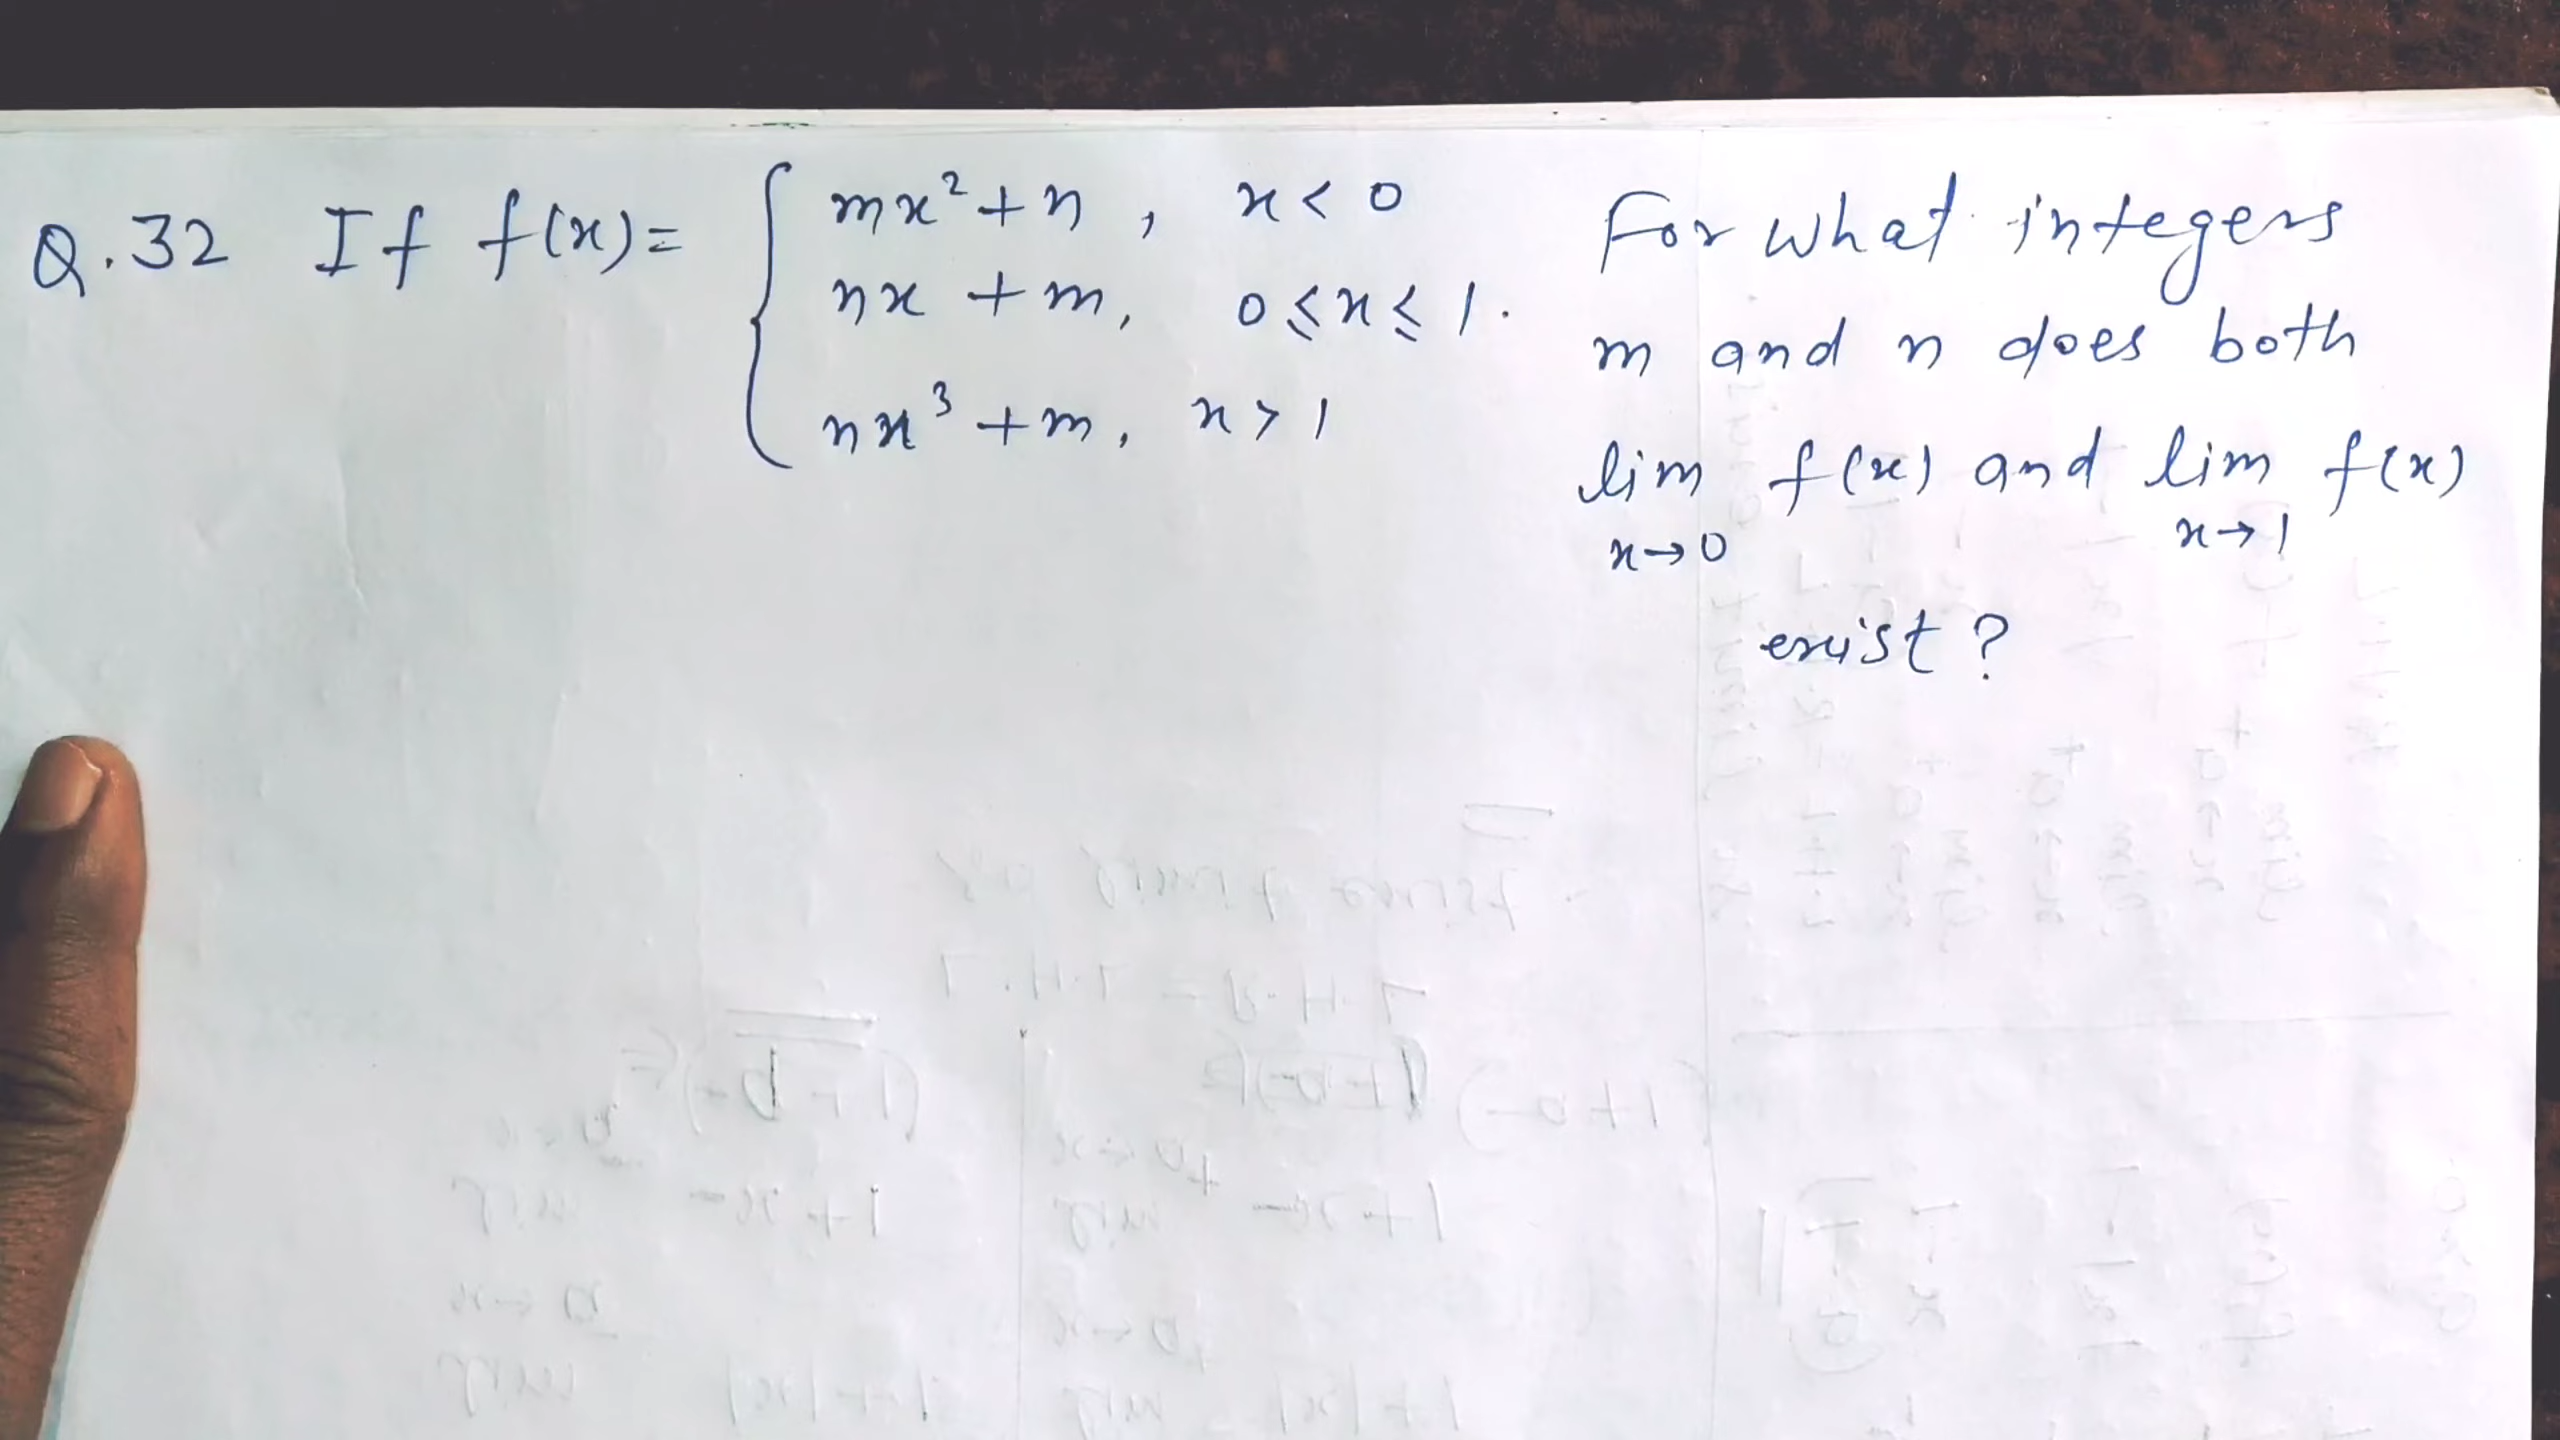 Q.32 If f(x)= { mx²+n, x<0
nx+m, 0⩽x⩽1.
nx³+m, x>1
For what integers
m and n does both
lim f(x) and lim f(x)
x→0 x→1
exist?